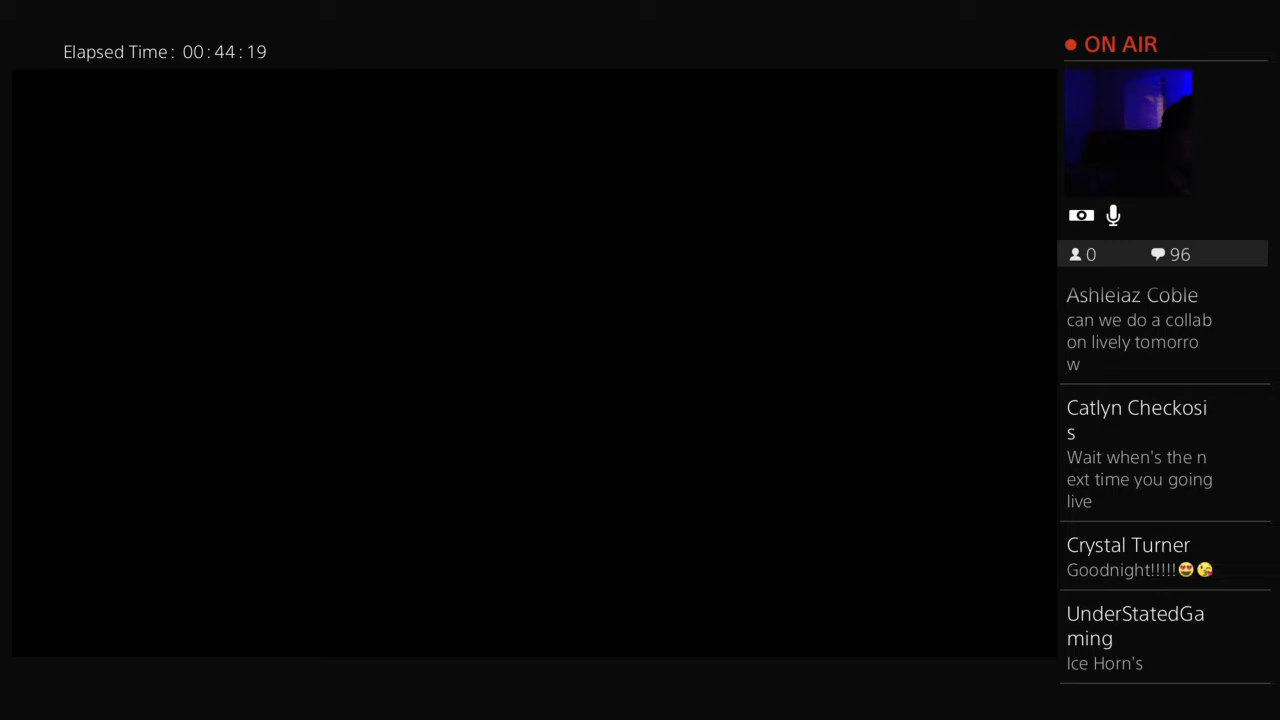 Elapsed Time: 00:44:19
ON AIR
0 96
Ashleiaz Coble
can we do a collab
on lively tomorro
w
Catlyn Checkosi
s
Wait when's the n
ext time you going
live
Crystal Turner
Goodnight!!!!!😍😘
UnderStatedGa
ming
Ice Horn's